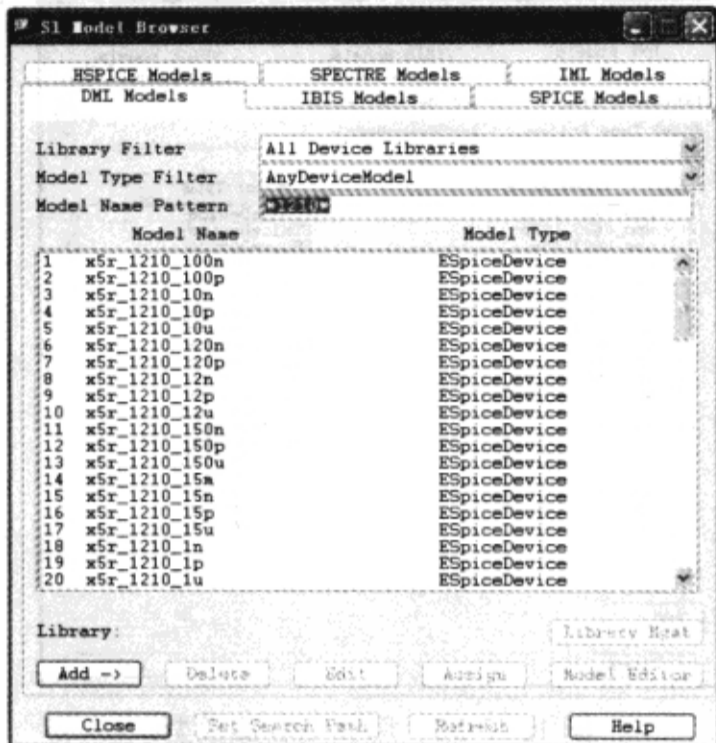 SI Model Browser
HSPICE Models SPECTRE Models IML Models
DML Models IBIS Models SPICE Models
Library Filter All Device Libraries
Model Type Filter AnyDeviceModel
Model Name Pattern *1210*
Model Name Model Type
1 x5r_1210_100n ESpiceDevice
2 x5r_1210_100p ESpiceDevice
3 x5r_1210_10n ESpiceDevice
4 x5r_1210_10p ESpiceDevice
5 x5r_1210_10u ESpiceDevice
6 x5r_1210_120n ESpiceDevice
7 x5r_1210_120p ESpiceDevice
8 x5r_1210_12n ESpiceDevice
9 x5r_1210_12p ESpiceDevice
10 x5r_1210_12u ESpiceDevice
11 x5r_1210_150n ESpiceDevice
12 x5r_1210_150p ESpiceDevice
13 x5r_1210_150u ESpiceDevice
14 x5r_1210_15m ESpiceDevice
15 x5r_1210_15n ESpiceDevice
16 x5r_1210_15p ESpiceDevice
17 x5r_1210_15u ESpiceDevice
18 x5r_1210_1n ESpiceDevice
19 x5r_1210_1p ESpiceDevice
20 x5r_1210_1u ESpiceDevice
Library: Library Mgmt
Add -> Delete Edit Assign Model Editor
Close Set Search Path Refresh Help